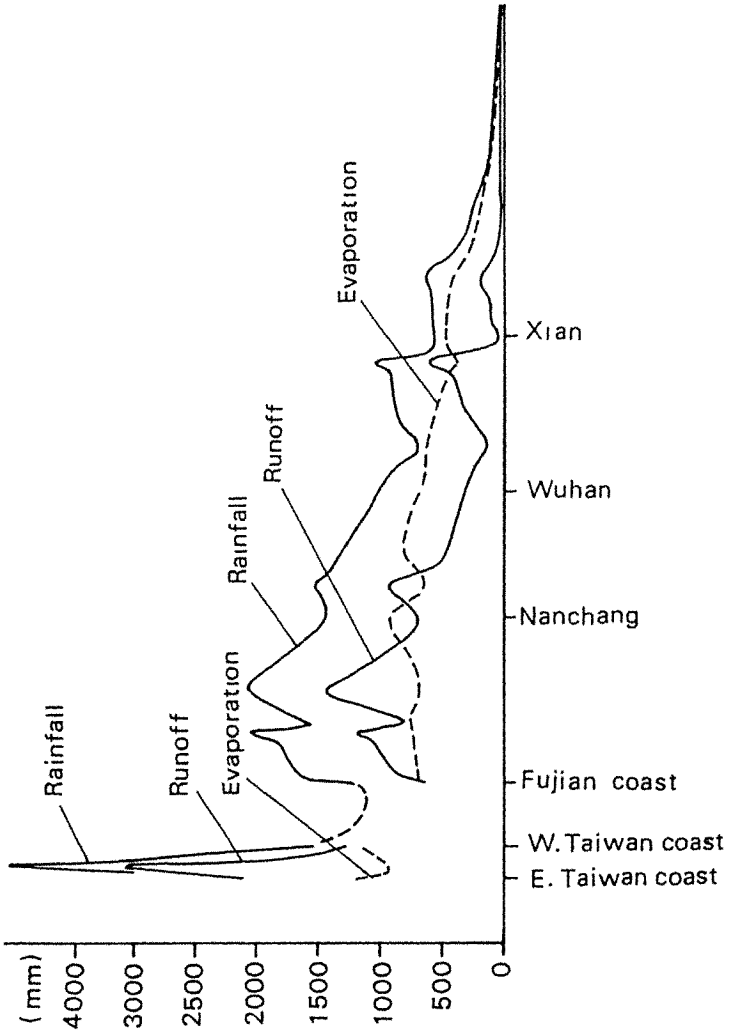 Rainfall
Runoff
Evaporation
Rainfall
Runoff
Evaporation
Xian
Wuhan
Nanchang
Fujian coast
W. Taiwan coast
E. Taiwan coast
(mm)
4000
3000
2000
1500
1000
500
0